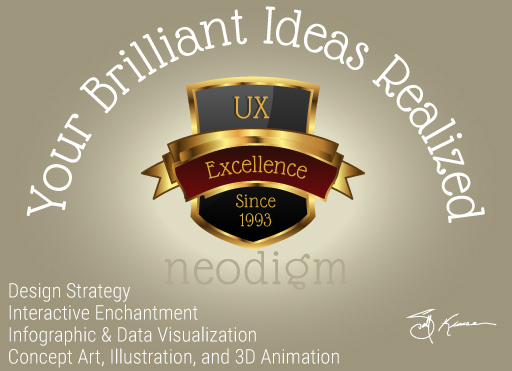 Your Brilliant Ideas Realized
UX
Excellence
Since
1993
neodigm
Design Strategy
Interactive Enchantment
Infographic & Data Visualization
Concept Art, Illustration, and 3D Animation